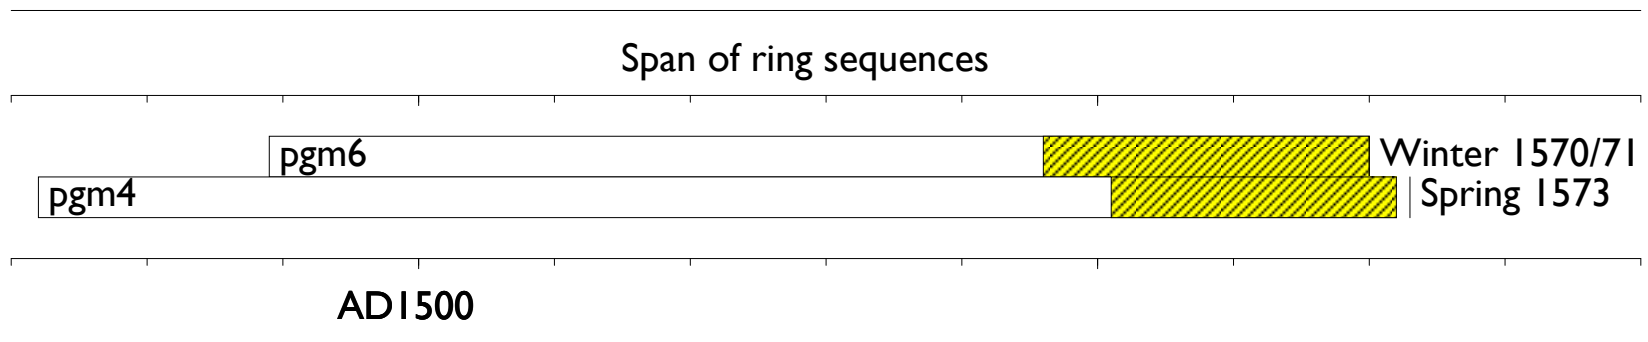 Span of ring sequences
pgm6 Winter 1570/71
pgm4 Spring 1573
AD1500